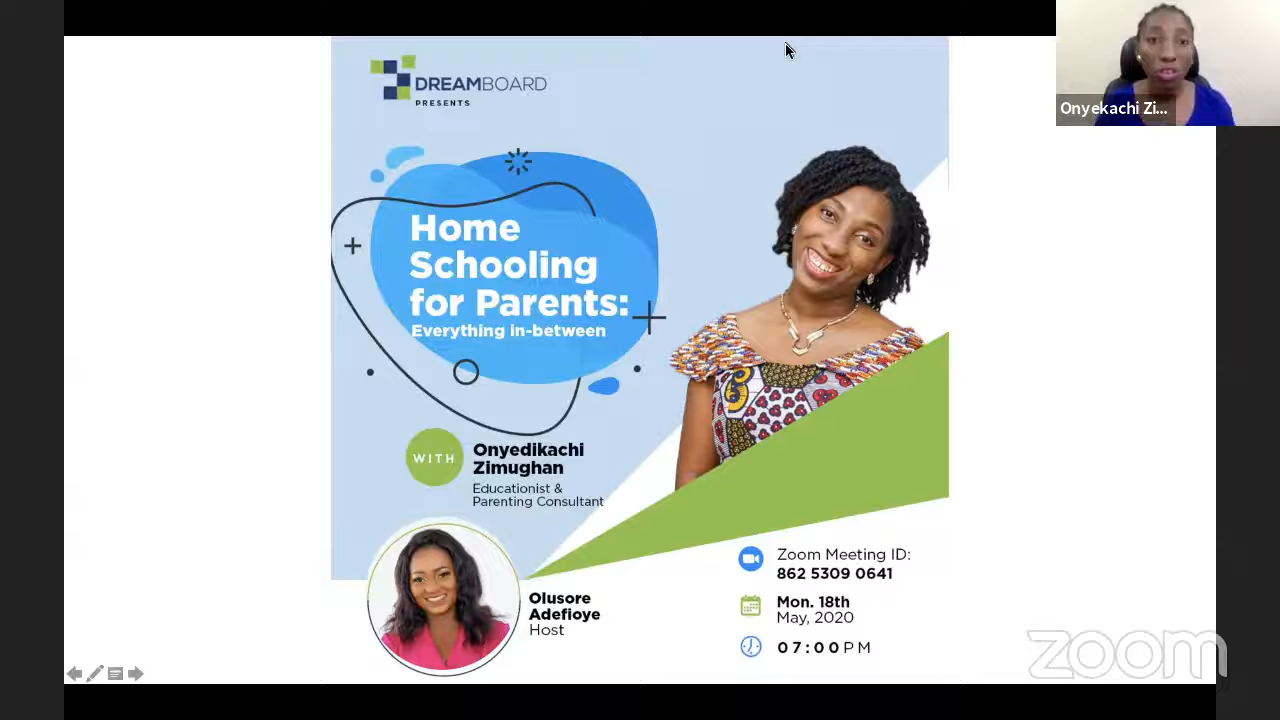 DREAMBOARD
PRESENTS
Home
Schooling
for Parents:
Everything in-between
WITH
Onyedikachi
Zimughan
Educationist &
Parenting Consultant
Olusore
Adefioye
Host
Zoom Meeting ID:
862 5309 0641
Mon. 18th
May, 2020
07:00PM
Onyekachi Zi...
zoom